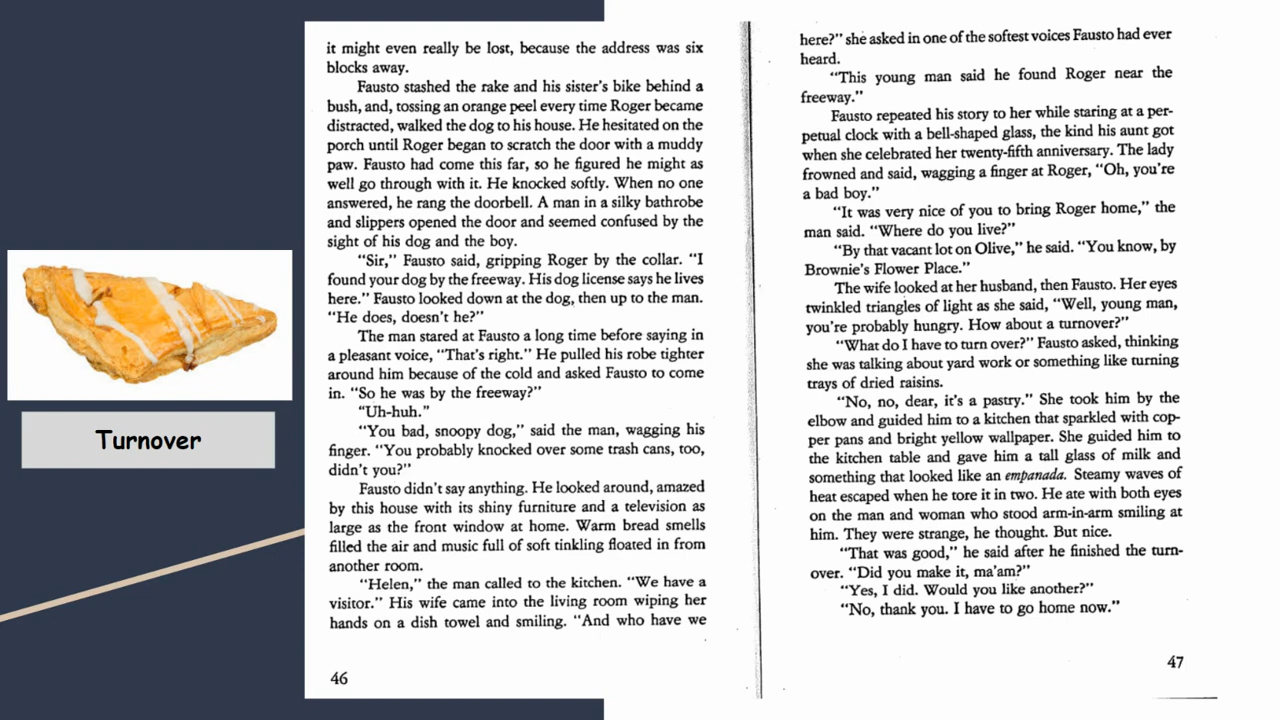 Turnover
it might even really be lost, because the address was six
blocks away.
Fausto stashed the rake and his sister's bike behind a
bush, and, tossing an orange peel every time Roger became
distracted, walked the dog to his house. He hesitated on the
porch until Roger began to scratch the door with a muddy
paw. Fausto had come this far, so he figured he might as
well go through with it. He knocked softly. When no one
answered, he rang the doorbell. A man in a silky bathrobe
and slippers opened the door and seemed confused by the
sight of his dog and the boy.
"Sir," Fausto said, gripping Roger by the collar. "I
found your dog by the freeway. His dog license says he lives
here." Fausto looked down at the dog, then up to the man.
"He does, doesn't he?"
The man stared at Fausto a long time before saying in
a pleasant voice, "That's right." He pulled his robe tighter
around him because of the cold and asked Fausto to come
in. "So he was by the freeway?"
"Uh-huh."
"You bad, snoopy dog," said the man, wagging his
finger. "You probably knocked over some trash cans, too,
didn't you?"
Fausto didn't say anything. He looked around, amazed
by this house with its shiny furniture and a television as
large as the front window at home. Warm bread smells
filled the air and music full of soft tinkling floated in from
another room.
"Helen," the man called to the kitchen. "We have a
visitor." His wife came into the living room wiping her
hands on a dish towel and smiling. "And who have we
46
here?" she asked in one of the softest voices Fausto had ever
heard.
"This young man said he found Roger near the
freeway."
Fausto repeated his story to her while staring at a per-
petual clock with a bell-shaped glass, the kind his aunt got
when she celebrated her twenty-fifth anniversary. The lady
frowned and said, wagging a finger at Roger, "Oh, you're
a bad boy."
"It was very nice of you to bring Roger home," the
man said. "Where do you live?"
"By that vacant lot on Olive," he said. "You know, by
Brownie's Flower Place."
The wife looked at her husband, then Fausto. Her eyes
twinkled triangles of light as she said, "Well, young man,
you're probably hungry. How about a turnover?"
"What do I have to turn over?" Fausto asked, thinking
she was talking about yard work or something like turning
trays of dried raisins.
"No, no, dear, it's a pastry." She took him by the
elbow and guided him to a kitchen that sparkled with cop-
per pans and bright yellow wallpaper. She guided him to
the kitchen table and gave him a tall glass of milk and
something that looked like an empanada. Steamy waves of
heat escaped when he tore it in two. He ate with both eyes
on the man and woman who stood arm-in-arm smiling at
him. They were strange, he thought. But nice.
"That was good," he said after he finished the turn-
over. "Did you make it, ma'am?"
"Yes, I did. Would you like another?"
"No, thank you. I have to go home now."
47